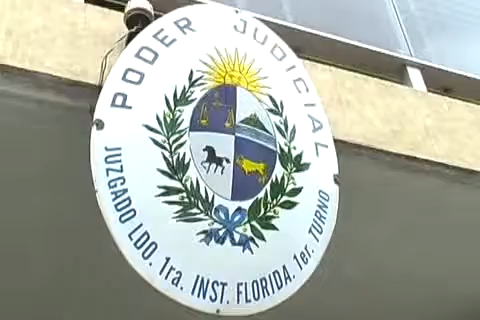 PODER JUDICIAL
JUZGADO LDO. 1ra. INST. FLORIDA. 1er. TURNO